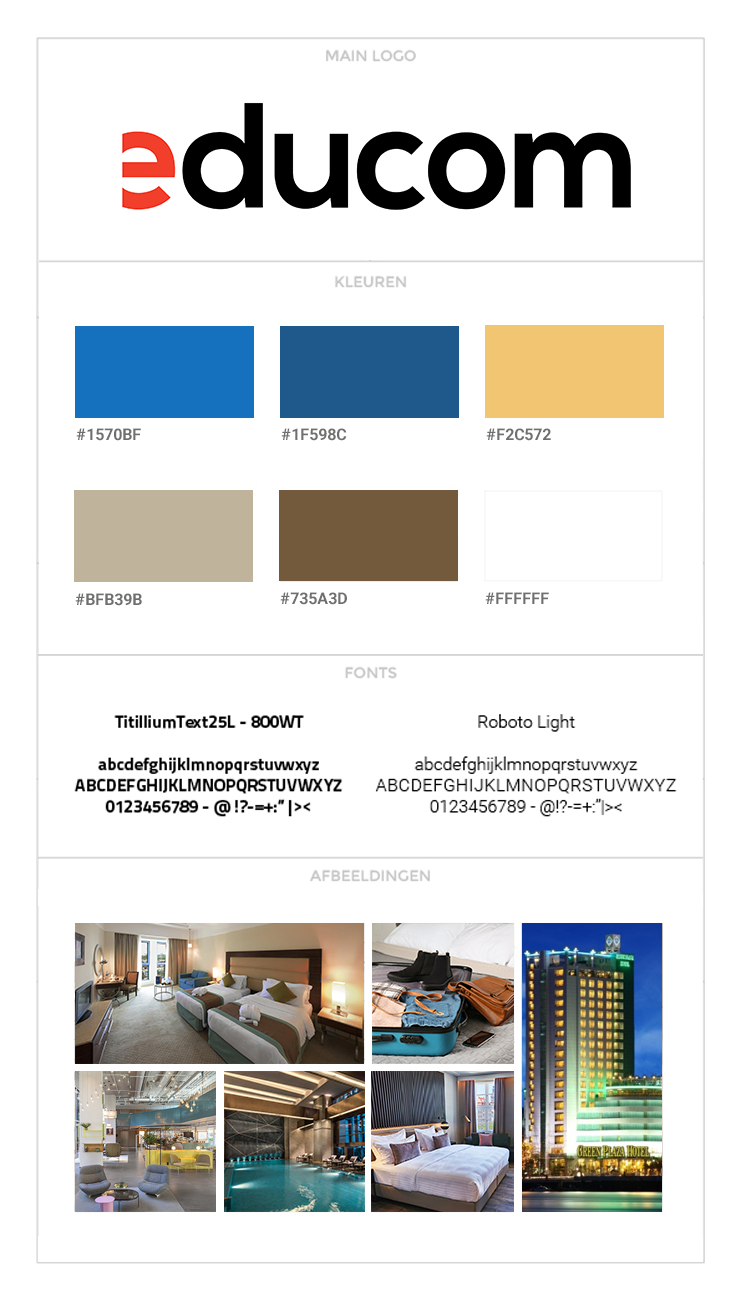 MAIN LOGO
educom
KLEUREN
#1570BF
#1F598C
#F2C572
#BFB39B
#735A3D
#FFFFFF
FONTS
TitilliumText25L - 800WT
abcdefghijklmnopqrstuvwxyz
ABCDEFGHIJKLMNOPQRSTUVWXYZ
0123456789 - @ !?-=+:” |><
Roboto Light
abcdefghijklmnopqrstuvwxyz
ABCDEFGHIJKLMNOPQRSTUVWXYZ
0123456789 - @!?-=+:”|><
AFBEELDINGEN
GREEN PLAZA HOTEL